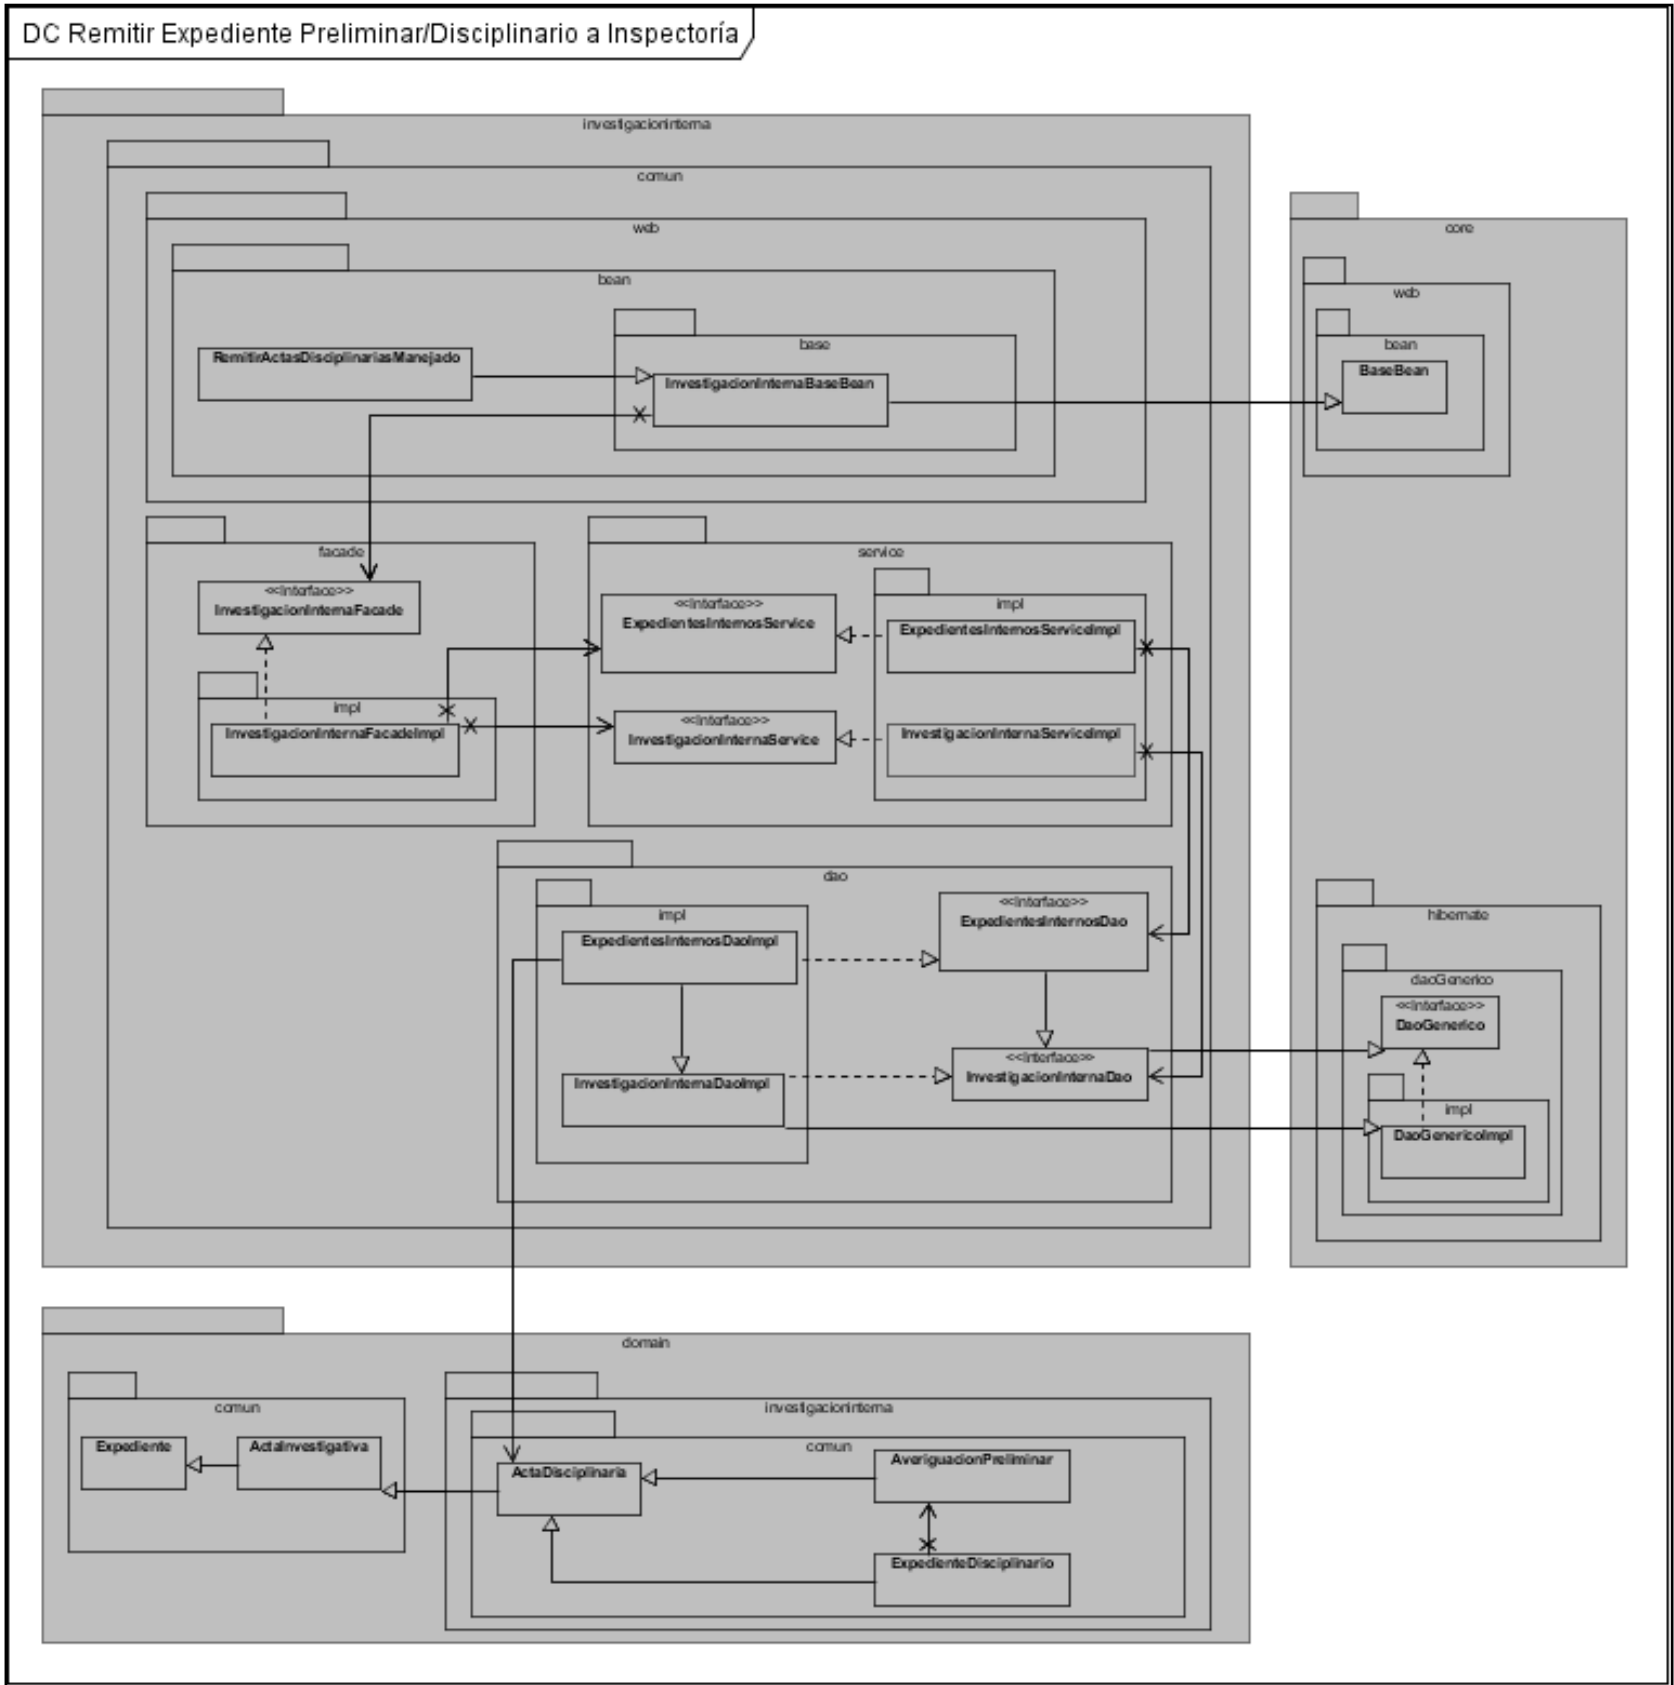 DC Remitir Expediente Preliminar/Disciplinario a Inspectoría
investigacioninterna
comun
web
bean
RemitirActasDisciplinariasManejado
base
InvestigacionInternaBaseBean
core
web
bean
BaseBean
facade
<<Interface>>
InvestigacionInternaFacade
impl
InvestigacionInternaFacadeImpl
service
<<Interface>>
ExpedientesInternosService
<<Interface>>
InvestigacionInternaService
impl
ExpedientesInternosServiceImpl
InvestigacionInternaServiceImpl
dao
impl
ExpedientesInternosDaoImpl
InvestigacionInternaDaoImpl
<<Interface>>
ExpedientesInternosDao
<<Interface>>
InvestigacionInternaDao
hibernate
daoGenerico
<<Interface>>
DaoGenerico
impl
DaoGenericoImpl
domain
comun
Expediente
ActaInvestigativa
investigacioninterna
comun
ActaDisciplinaria
AveriguacionPreliminar
ExpedienteDisciplinario